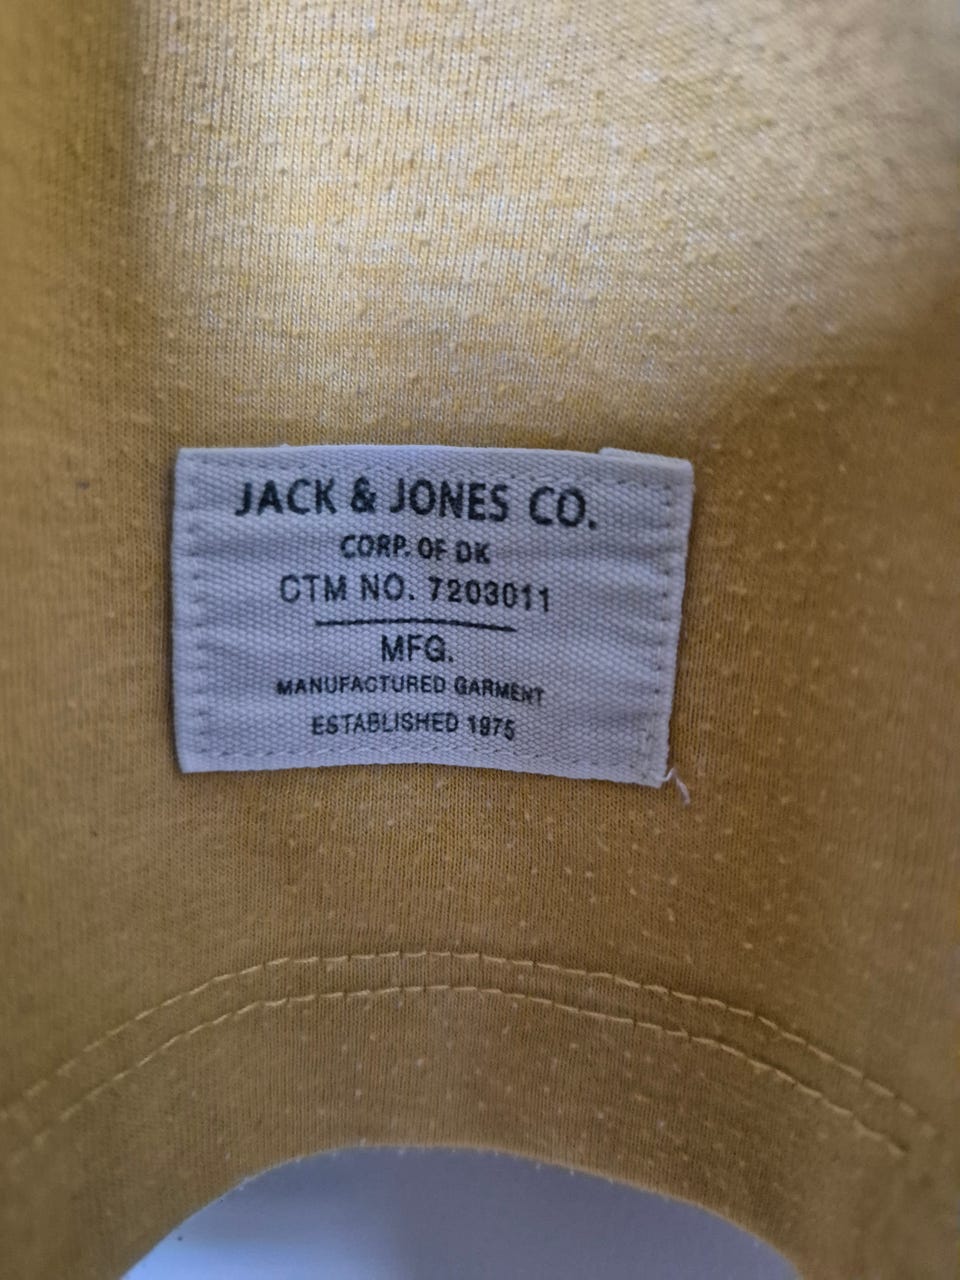 JACK & JONES CO.
CORP. OF DK
CTM NO. 7203011
MFG.
MANUFACTURED GARMENT
ESTABLISHED 1975